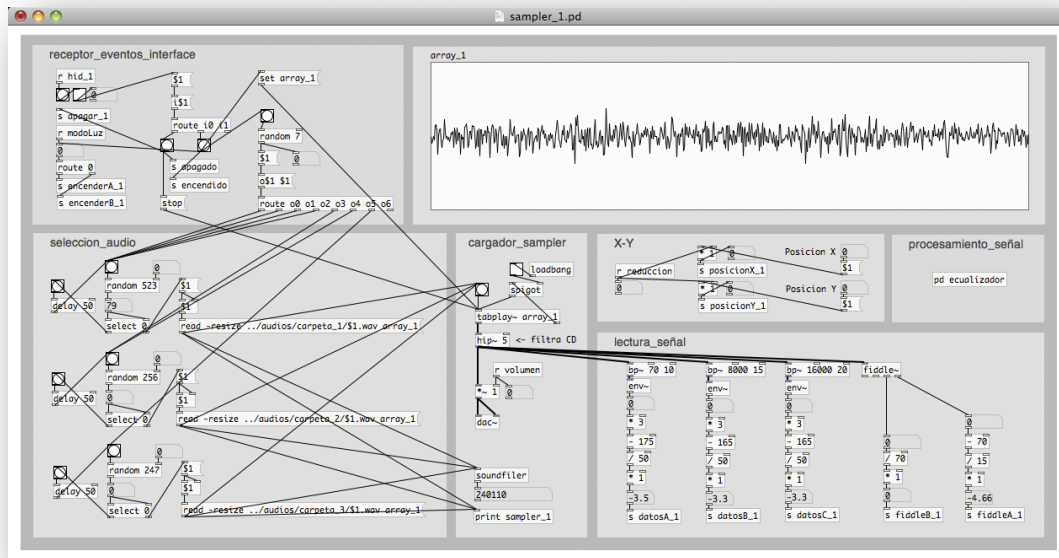 sampler_1.pd
receptor_eventos_interface
r hid_1
0
s apagar_1
r modoLuz
0
route 0
s encenderA_1
s encenderB_1
$1
i$1
route i0 i1
s apagado
s encendido
stop
set array_1
random 7
$1
0
o$1 $1
route o0 o1 o2 o3 o4 o5 o6
array_1
seleccion_audio
0
random 523
delay 50
79
select 0
$1
$1
read -resize ../audios/carpeta_1/$1.wav array_1
0
random 256
delay 50
0
select 0
$1
$1
read -resize ../audios/carpeta_2/$1.wav array_1
0
random 247
delay 50
0
select 0
$1
$1
read -resize ../audios/carpeta_3/$1.wav array_1
cargador_sampler
loadbang
spigot
tabplay~ array_1
hip~ 5 <- filtra CD
r volumen
*~ 1 0
dac~
soundfiler
240110
print sampler_1
X-Y
r reduccion
0
* 1 0
s posicionX_1
* 1 0
s posicionY_1
Posicion X 0
$1
Posicion Y 0
$1
procesamiento_señal
pd ecualizador
lectura_señal
bp~ 70 10
env~
0
* 3
- 175
/ 50
* 1
-3.5
s datosA_1
bp~ 8000 15
env~
0
* 3
- 165
/ 50
* 1
-3.3
s datosB_1
bp~ 16000 20
env~
0
* 3
- 165
/ 50
* 1
-3.3
s datosC_1
fiddle~
0
/ 70
* 1
0
s fiddleB_1
0
- 70
/ 15
* 1
-4.66
s fiddleA_1